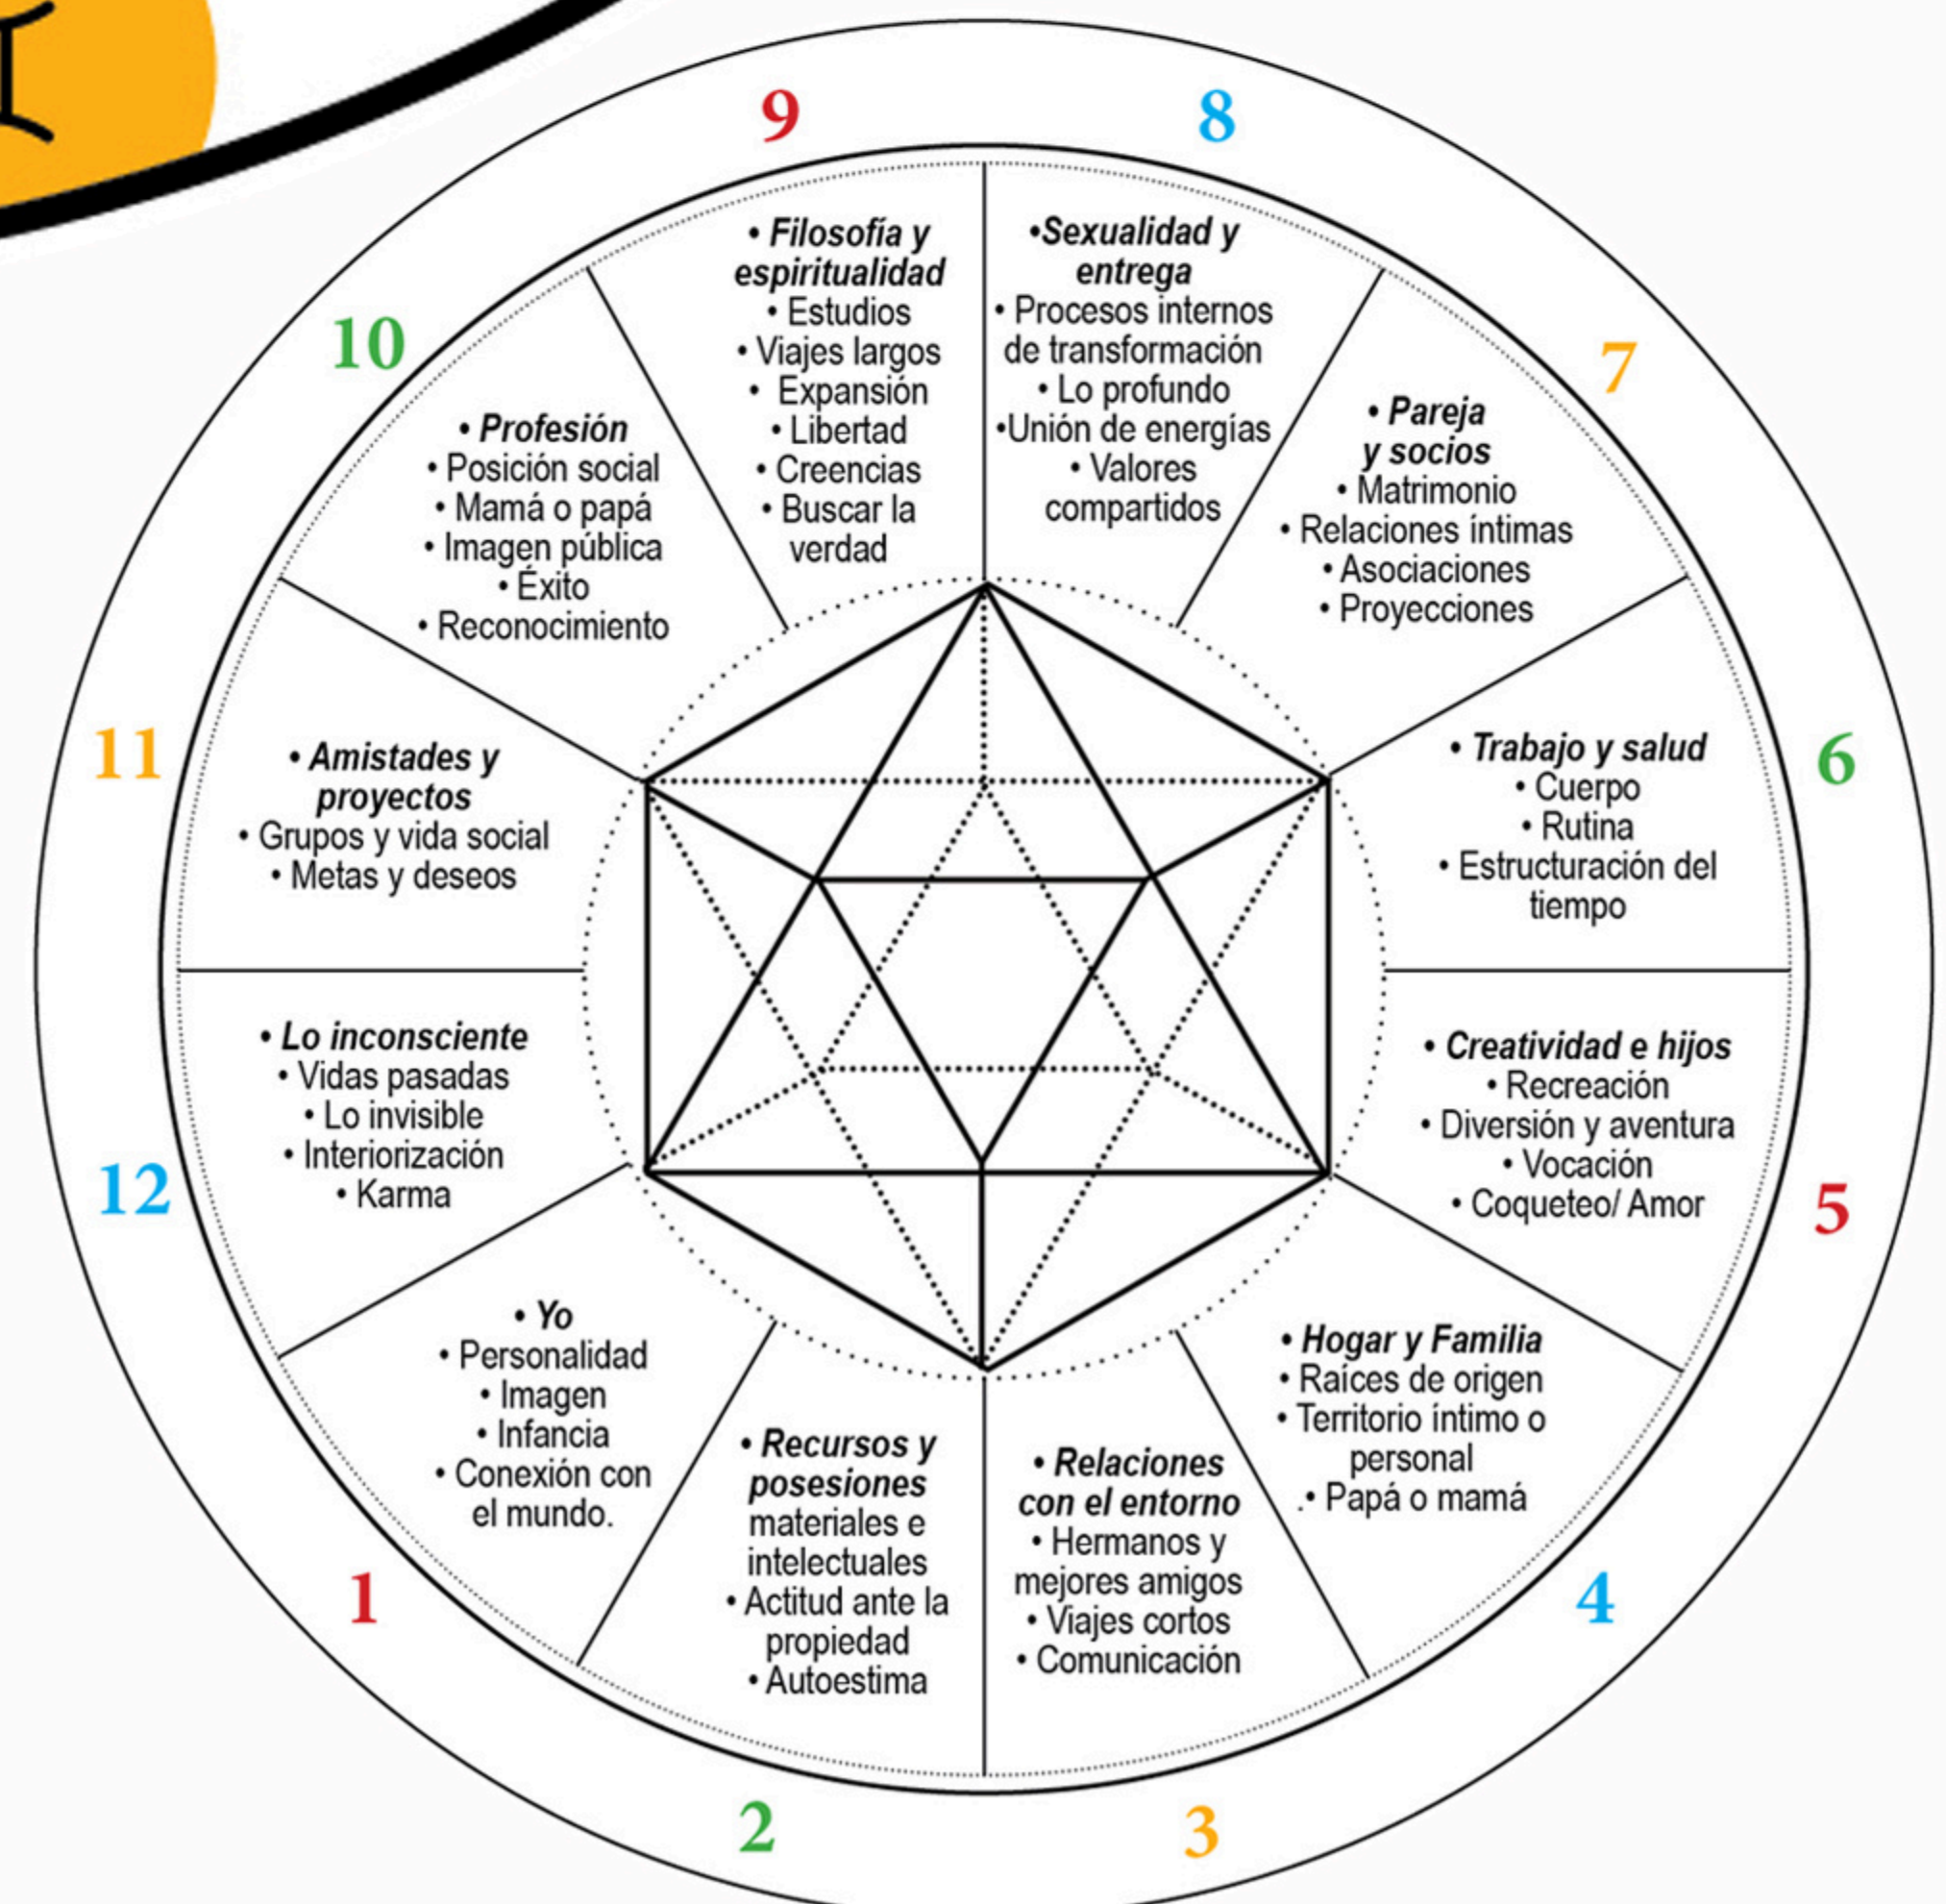 9
• Filosofía y
espiritualidad
• Estudios
• Viajes largos
• Expansión
• Libertad
• Creencias
• Buscar la
verdad
8
•Sexualidad y
entrega
• Procesos internos
de transformación
• Lo profundo
•Unión de energías
• Valores
compartidos
7
• Pareja
y socios
• Matrimonio
• Relaciones íntimas
• Asociaciones
• Proyecciones
6
• Trabajo y salud
• Cuerpo
• Rutina
• Estructuración del
tiempo
5
• Creatividad e hijos
• Recreación
• Diversión y aventura
• Vocación
• Coqueteo/ Amor
4
• Hogar y Familia
• Raíces de origen
• Territorio íntimo o
personal
.• Papá o mamá
3
• Relaciones
con el entorno
• Hermanos y
mejores amigos
• Viajes cortos
• Comunicación
2
• Recursos y
posesiones
materiales e
intelectuales
• Actitud ante la
propiedad
• Autoestima
1
• Yo
• Personalidad
• Imagen
• Infancia
• Conexión con
el mundo.
12
• Lo inconsciente
• Vidas pasadas
• Lo invisible
• Interiorización
• Karma
11
• Amistades y
proyectos
• Grupos y vida social
• Metas y deseos
10
• Profesión
• Posición social
• Mamá o papá
• Imagen pública
• Éxito
• Reconocimiento